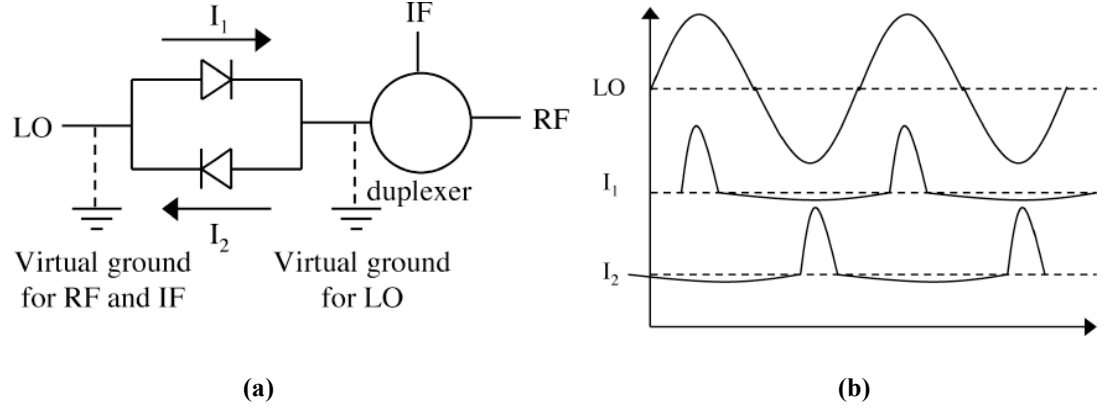 I₁
IF
LO
RF
duplexer
I₂
Virtual ground
for RF and IF
Virtual ground
for LO
(a)
LO
I₁
I₂
(b)